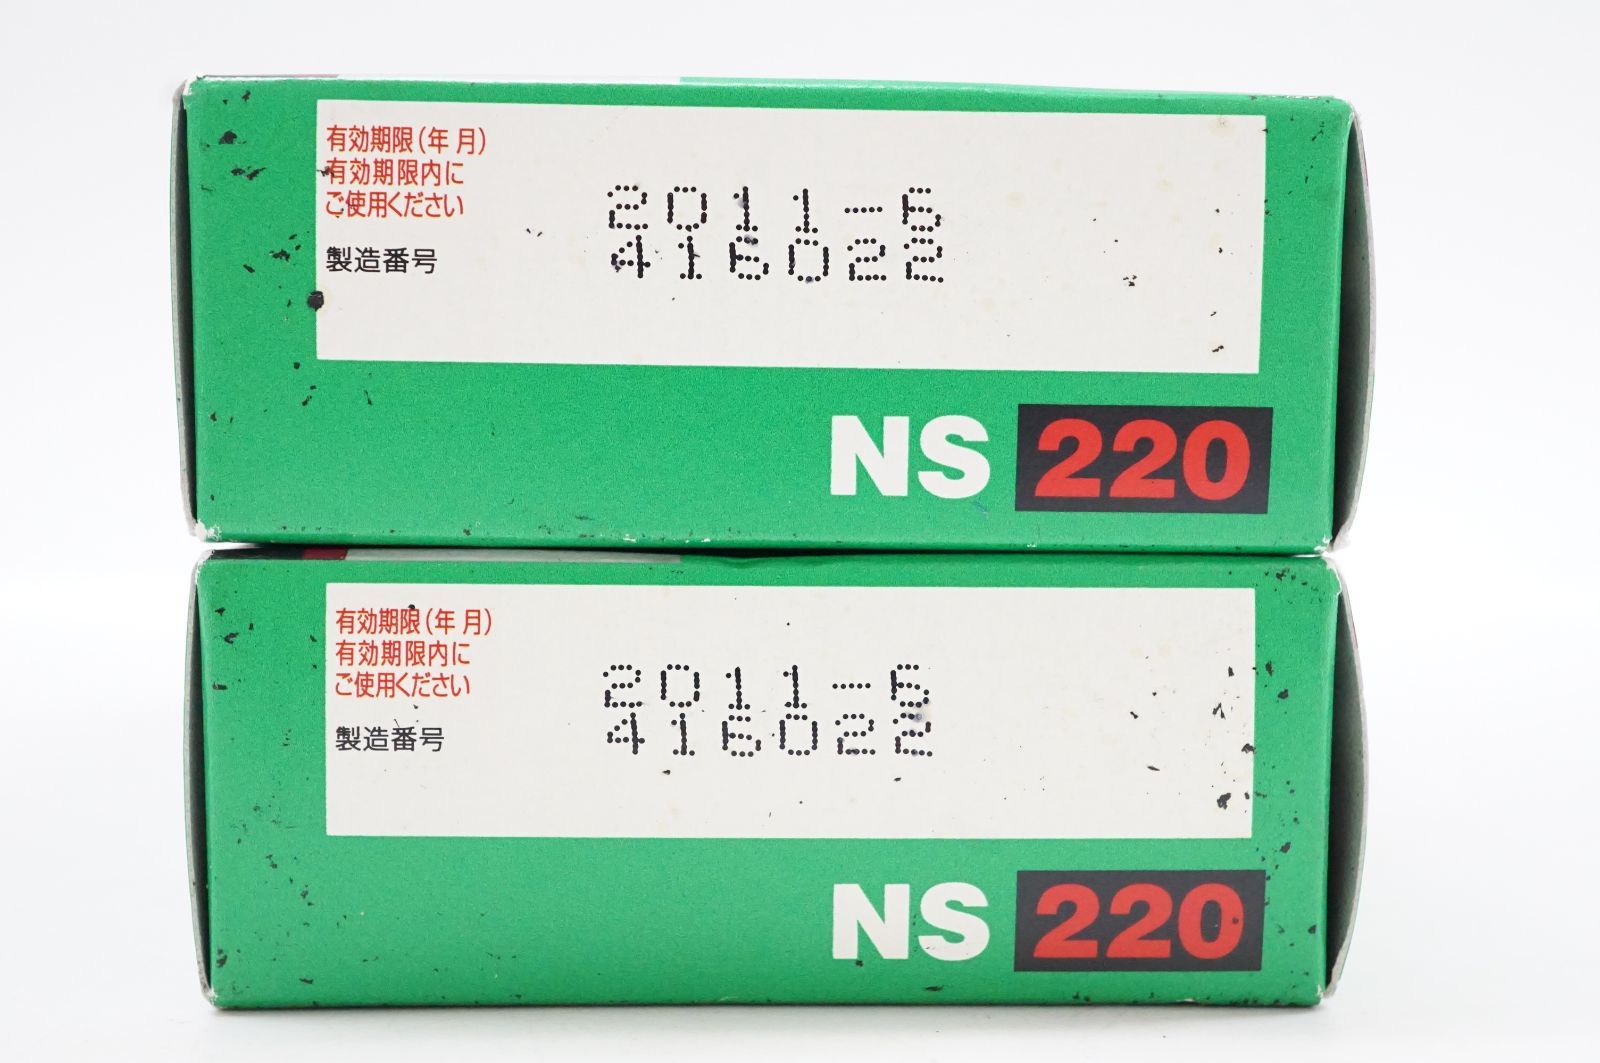 有効期限(年月)
有効期限内に
ご使用ください
2011-5
製造番号
416022
NS 220
有効期限(年月)
有効期限内に
ご使用ください
2011-5
製造番号
416022
NS 220